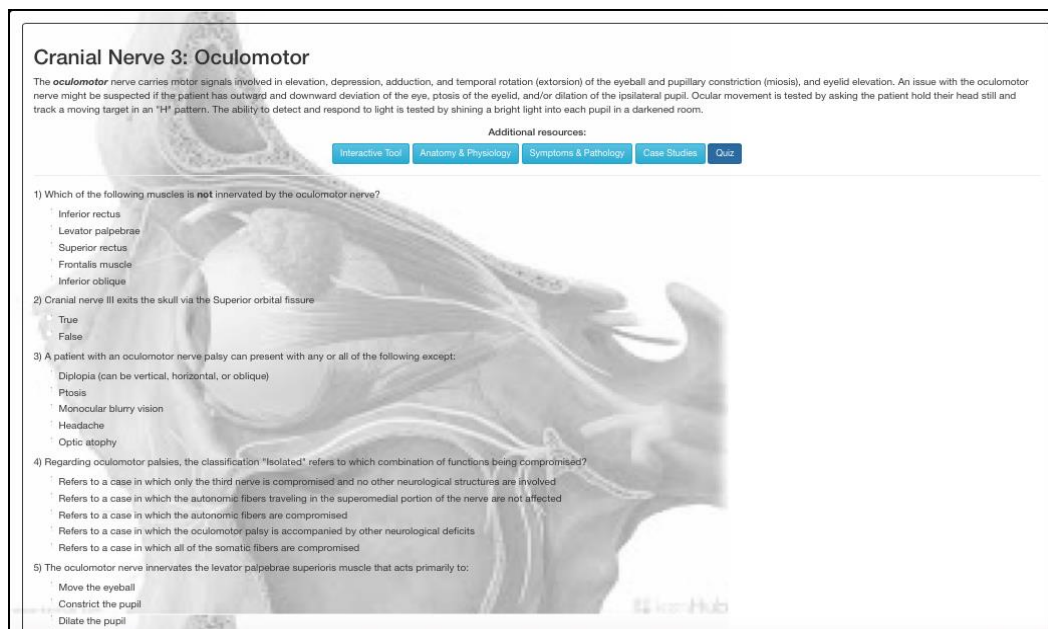 Cranial Nerve 3: Oculomotor
The oculomotor nerve carries motor signals involved in elevation, depression, adduction, and temporal rotation (extorsion) of the eyeball and pupillary constriction (miosis), and eyelid elevation. An issue with the oculomotor
nerve might be suspected if the patient has outward and downward deviation of the eye, ptosis of the eyelid, and/or dilation of the ipsilateral pupil. Ocular movement is tested by asking the patient hold their head still and
track a moving target in an "H" pattern. The ability to detect and respond to light is tested by shining a bright light into each pupil in a darkened room.
Additional resources:
Interactive Tool Anatomy & Physiology Symptoms & Pathology Case Studies Quiz
1) Which of the following muscles is not innervated by the oculomotor nerve?
Inferior rectus
Levator palpebrae
Superior rectus
Frontalis muscle
Inferior oblique
2) Cranial nerve III exits the skull via the Superior orbital fissure
True
False
3) A patient with an oculomotor nerve palsy can present with any or all of the following except:
Diplopia (can be vertical, horizontal, or oblique)
Ptosis
Monocular blurry vision
Headache
Optic atophy
4) Regarding oculomotor palsies, the classification "Isolated" refers to which combination of functions being compromised?
Refers to a case in which only the third nerve is compromised and no other neurological structures are involved
Refers to a case in which the autonomic fibers traveling in the superomedial portion of the nerve are not affected
Refers to a case in which the autonomic fibers are compromised
Refers to a case in which the oculomotor palsy is accompanied by other neurological deficits
Refers to a case in which all of the somatic fibers are compromised
5) The oculomotor nerve innervates the levator palpebrae superioris muscle that acts primarily to:
Move the eyeball
Constrict the pupil
Dilate the pupil